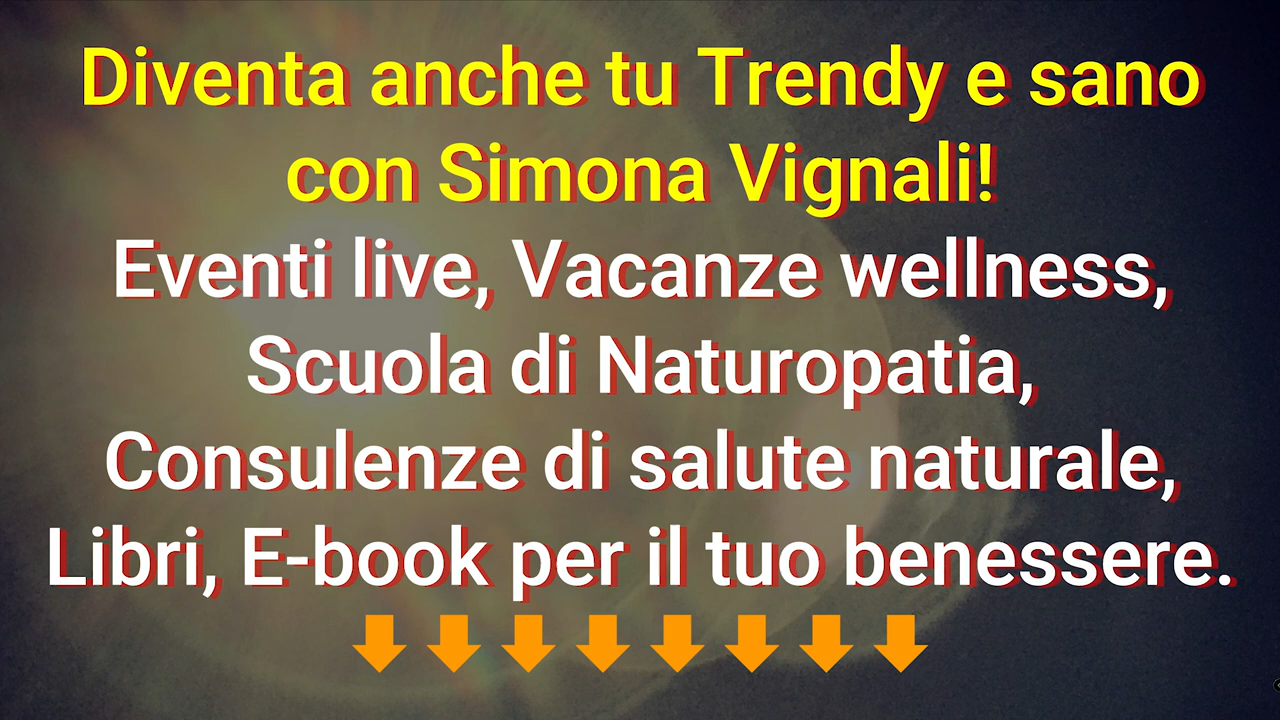 Diventa anche tu Trendy e sano
con Simona Vignali!
Eventi live, Vacanze wellness,
Scuola di Naturopatia,
Consulenze di salute naturale,
Libri, E-book per il tuo benessere.